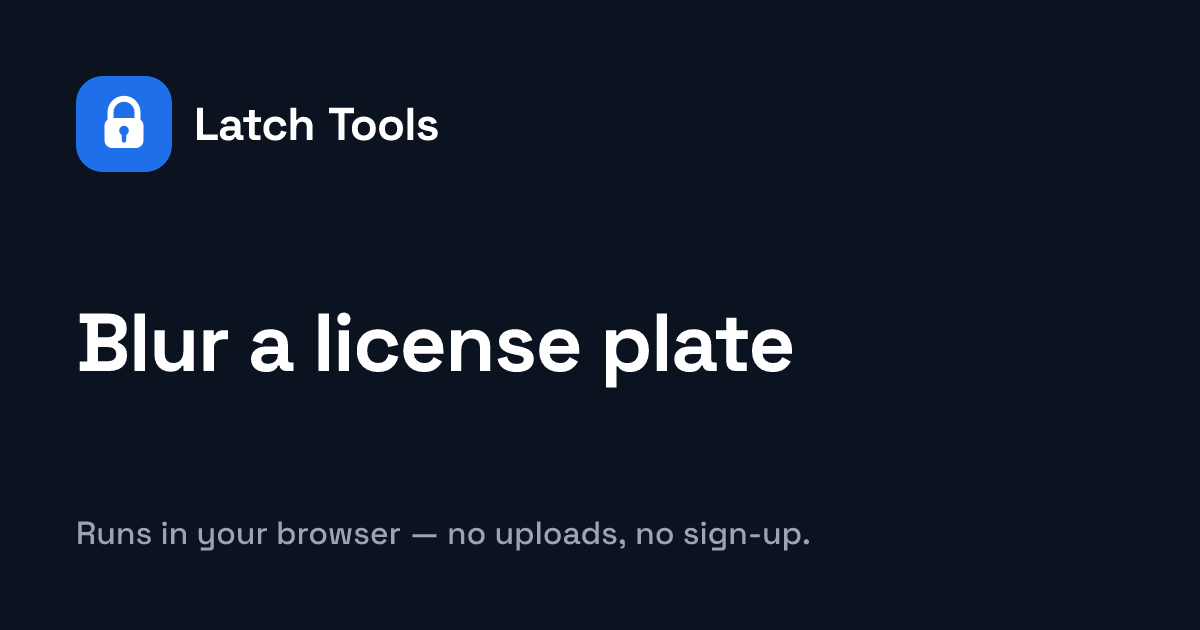 Latch Tools
Blur a license plate
Runs in your browser — no uploads, no sign-up.